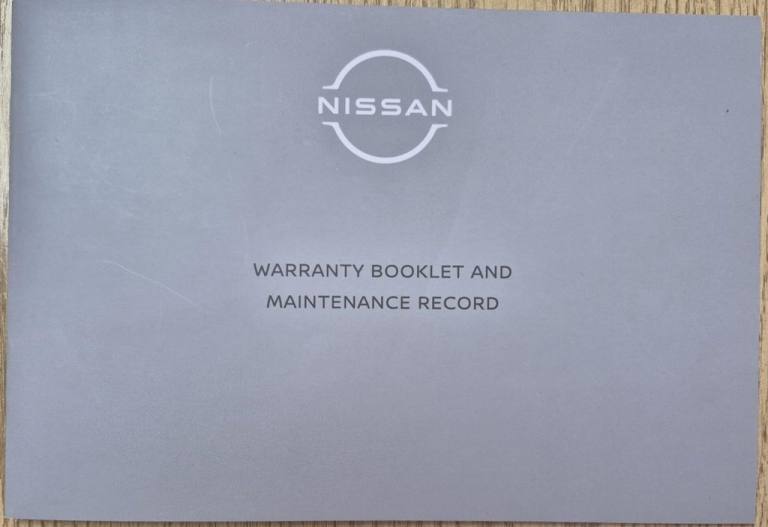 NISSAN
WARRANTY BOOKLET AND
MAINTENANCE RECORD